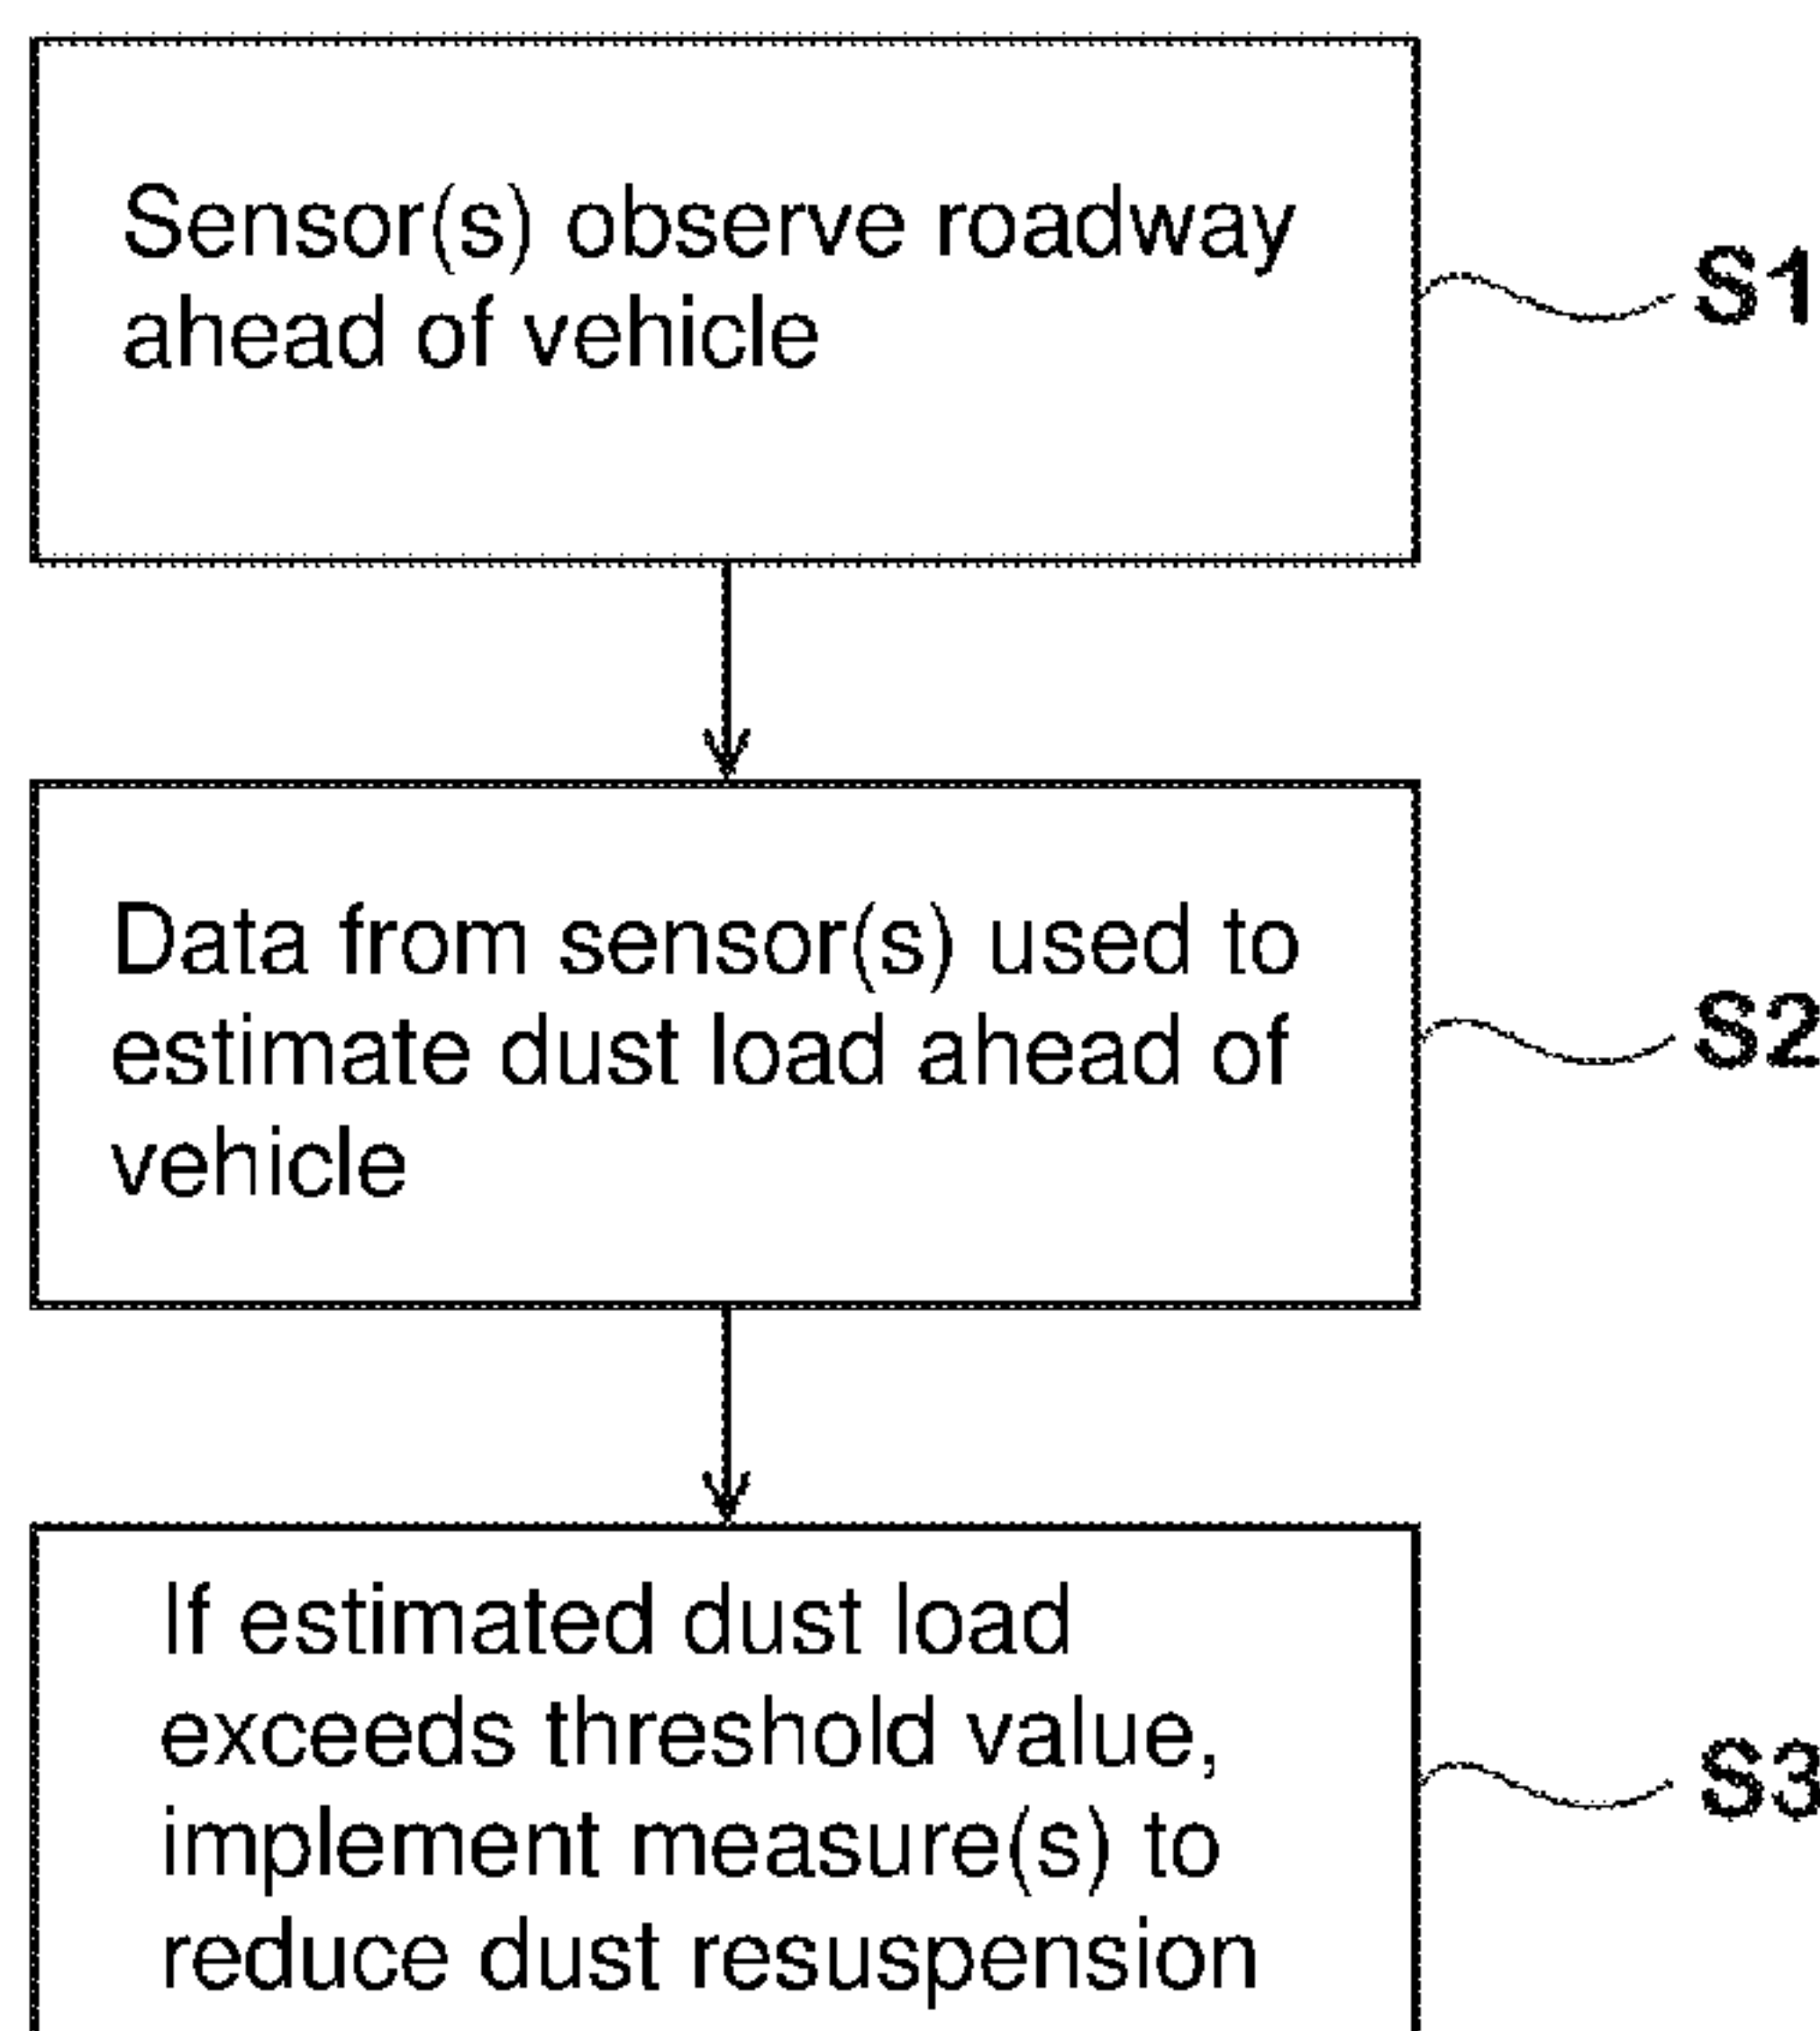 Sensor(s) observe roadway
ahead of vehicle
S1
Data from sensor(s) used to
estimate dust load ahead of
vehicle
S2
If estimated dust load
exceeds threshold value,
implement measure(s) to
reduce dust resuspension
S3